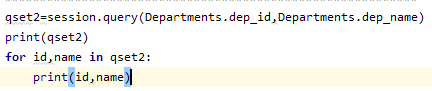 qset2=session.query(Departments.dep_id,Departments.dep_name)
print(qset2)
for id,name in qset2:
    print(id,name)